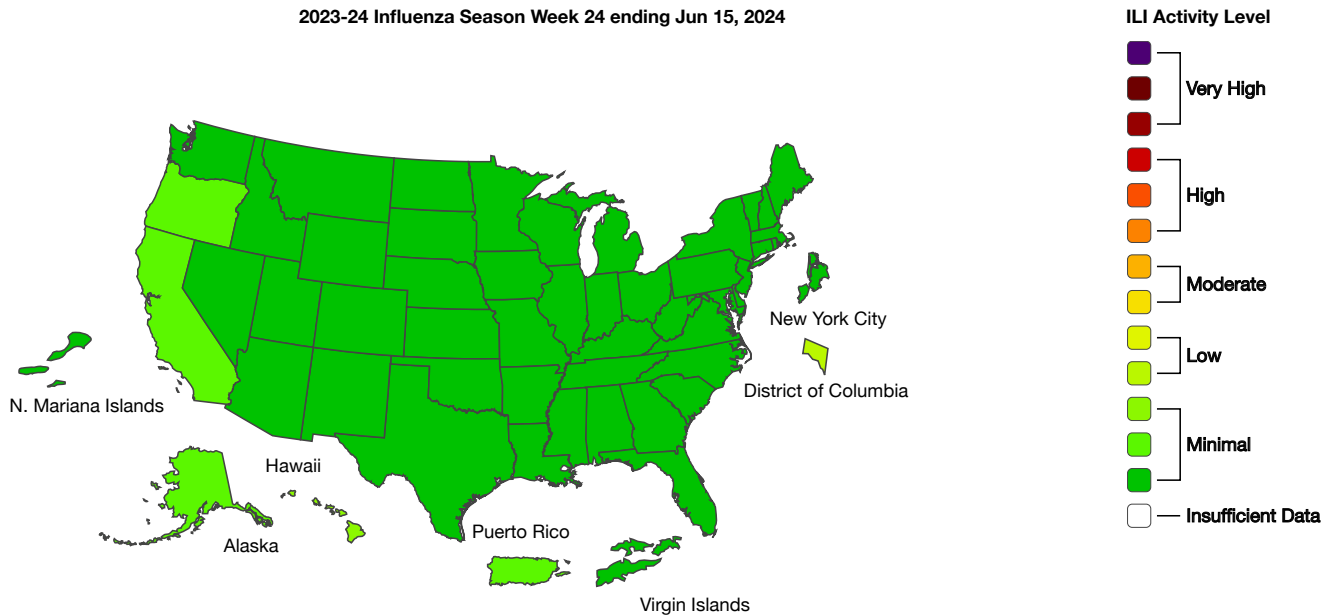 2023-24 Influenza Season Week 24 ending Jun 15, 2024
ILI Activity Level
Very High
High
Moderate
Low
Minimal
Insufficient Data
New York City
District of Columbia
N. Mariana Islands
Hawaii
Alaska
Puerto Rico
Virgin Islands